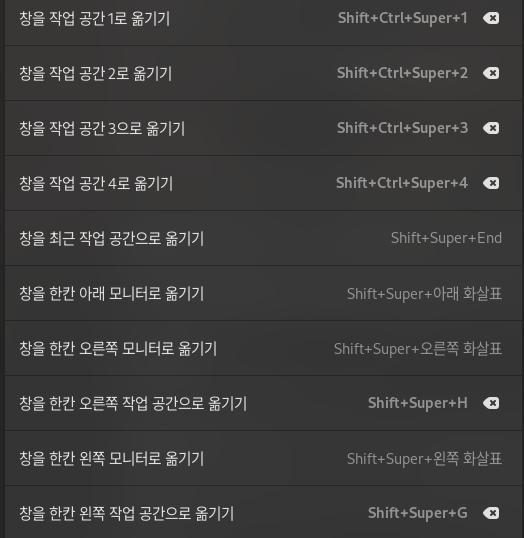 창을 작업 공간 1로 옮기기 Shift+Ctrl+Super+1
창을 작업 공간 2로 옮기기 Shift+Ctrl+Super+2
창을 작업 공간 3으로 옮기기 Shift+Ctrl+Super+3
창을 작업 공간 4로 옮기기 Shift+Ctrl+Super+4
창을 최근 작업 공간으로 옮기기 Shift+Super+End
창을 한칸 아래 모니터로 옮기기 Shift+Super+아래 화살표
창을 한칸 오른쪽 모니터로 옮기기 Shift+Super+오른쪽 화살표
창을 한칸 오른쪽 작업 공간으로 옮기기 Shift+Super+H
창을 한칸 왼쪽 모니터로 옮기기 Shift+Super+왼쪽 화살표
창을 한칸 왼쪽 작업 공간으로 옮기기 Shift+Super+G